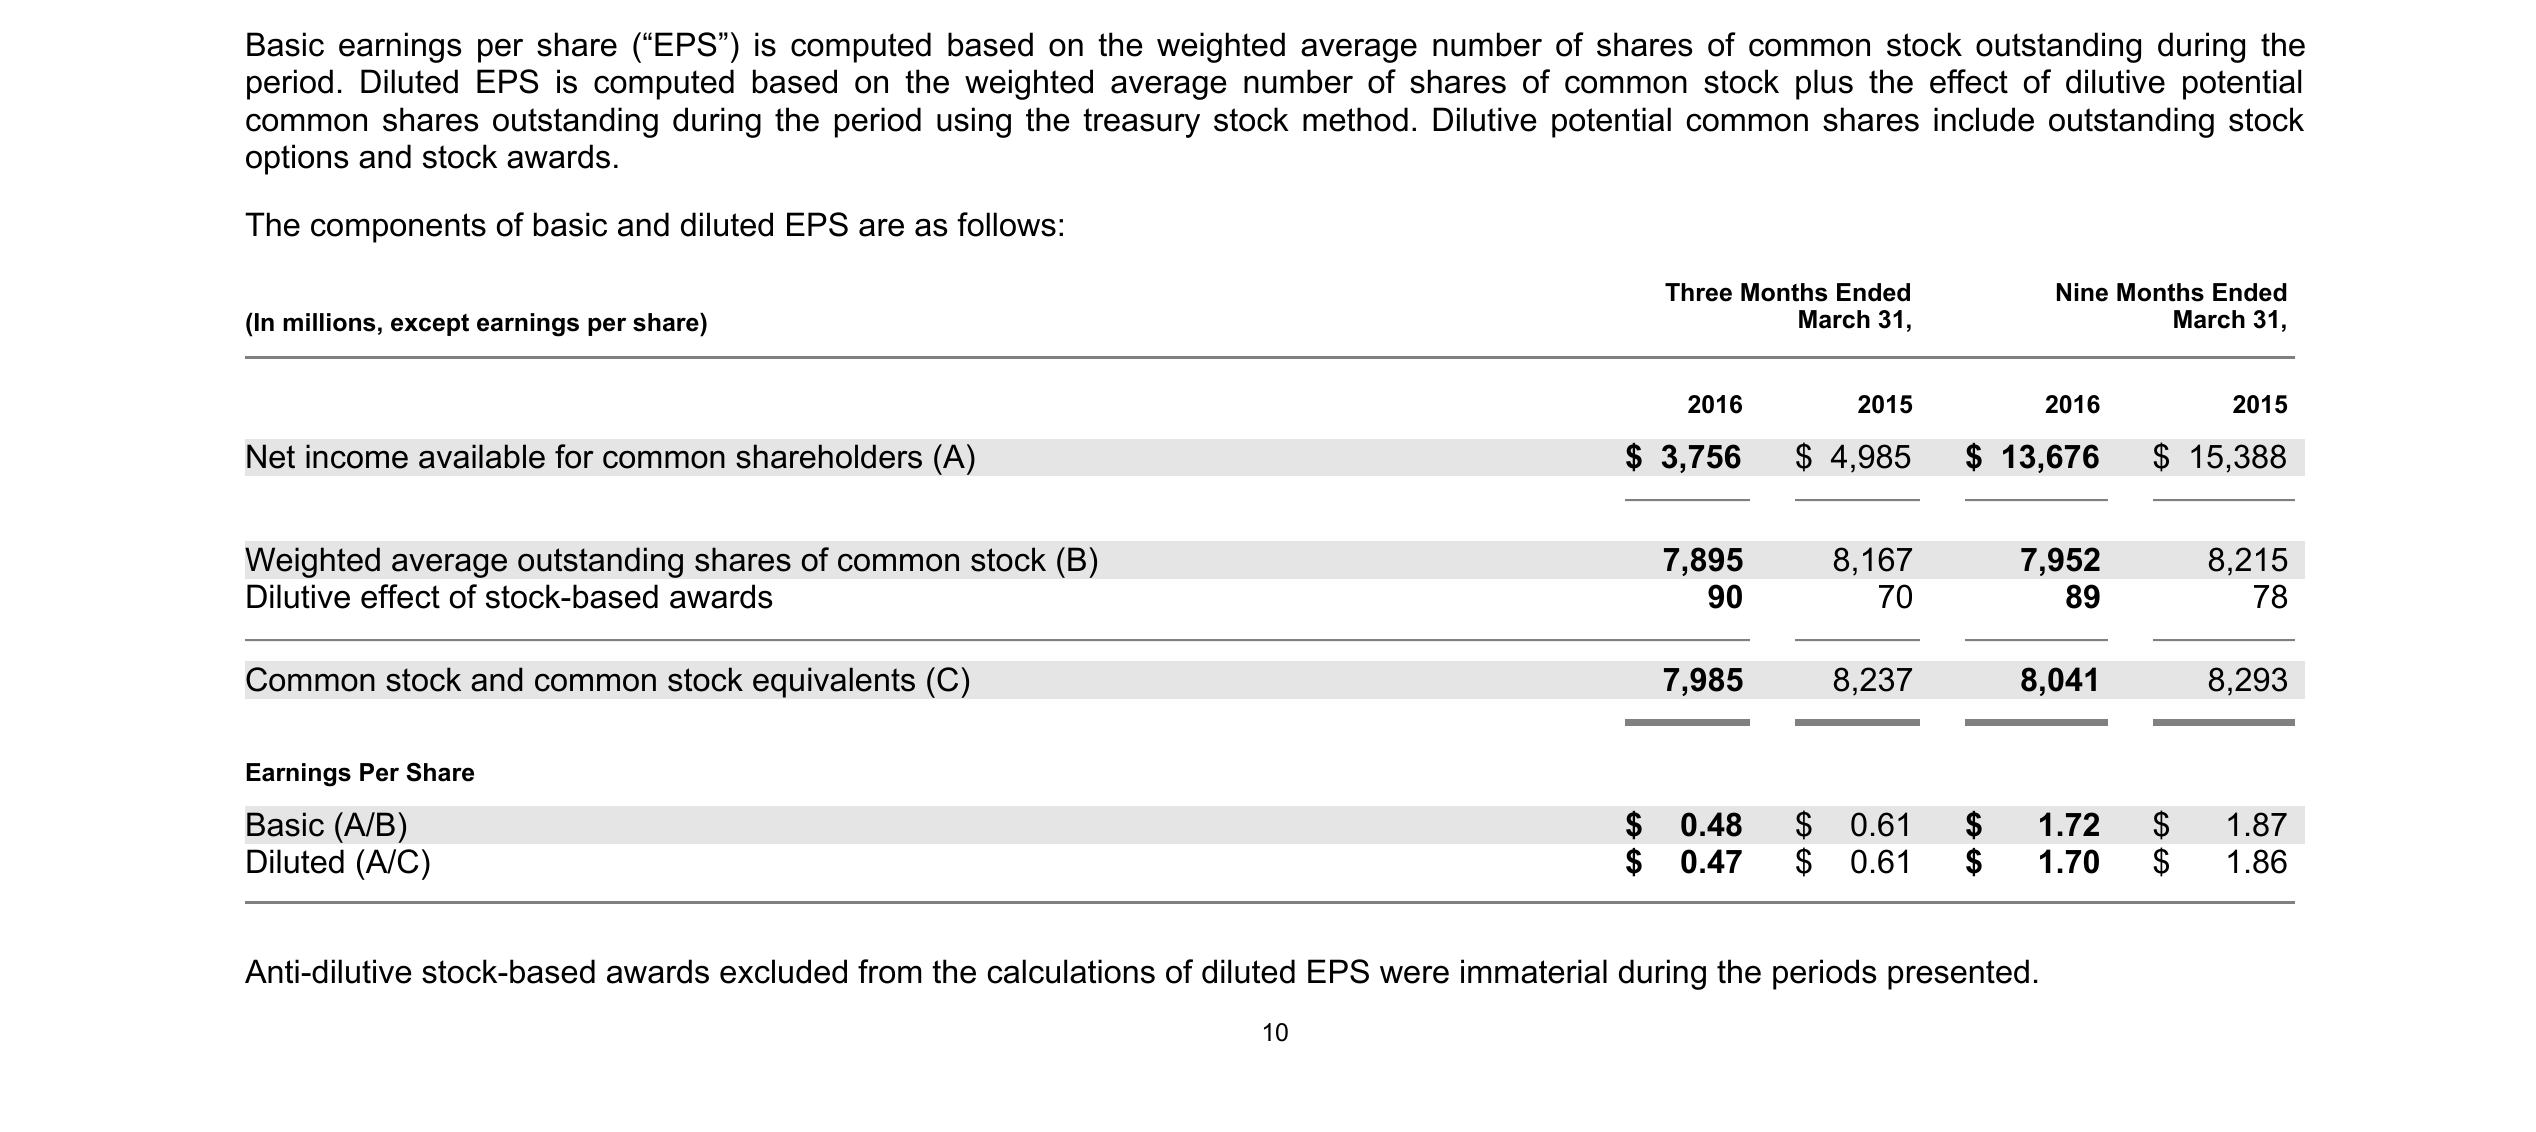 Basic earnings per share (“EPS”) is computed based on the weighted average number of shares of common stock outstanding during the
period. Diluted EPS is computed based on the weighted average number of shares of common stock plus the effect of dilutive potential
common shares outstanding during the period using the treasury stock method. Dilutive potential common shares include outstanding stock
options and stock awards.
The components of basic and diluted EPS are as follows:
(In millions, except earnings per share) Three Months Ended March 31, Nine Months Ended March 31,
2016 2015 2016 2015
Net income available for common shareholders (A) $ 3,756 $ 4,985 $ 13,676 $ 15,388
Weighted average outstanding shares of common stock (B) 7,895 8,167 7,952 8,215
Dilutive effect of stock-based awards 90 70 89 78
Common stock and common stock equivalents (C) 7,985 8,237 8,041 8,293
Earnings Per Share
Basic (A/B) $ 0.48 $ 0.61 $ 1.72 $ 1.87
Diluted (A/C) $ 0.47 $ 0.61 $ 1.70 $ 1.86
Anti-dilutive stock-based awards excluded from the calculations of diluted EPS were immaterial during the periods presented.
10